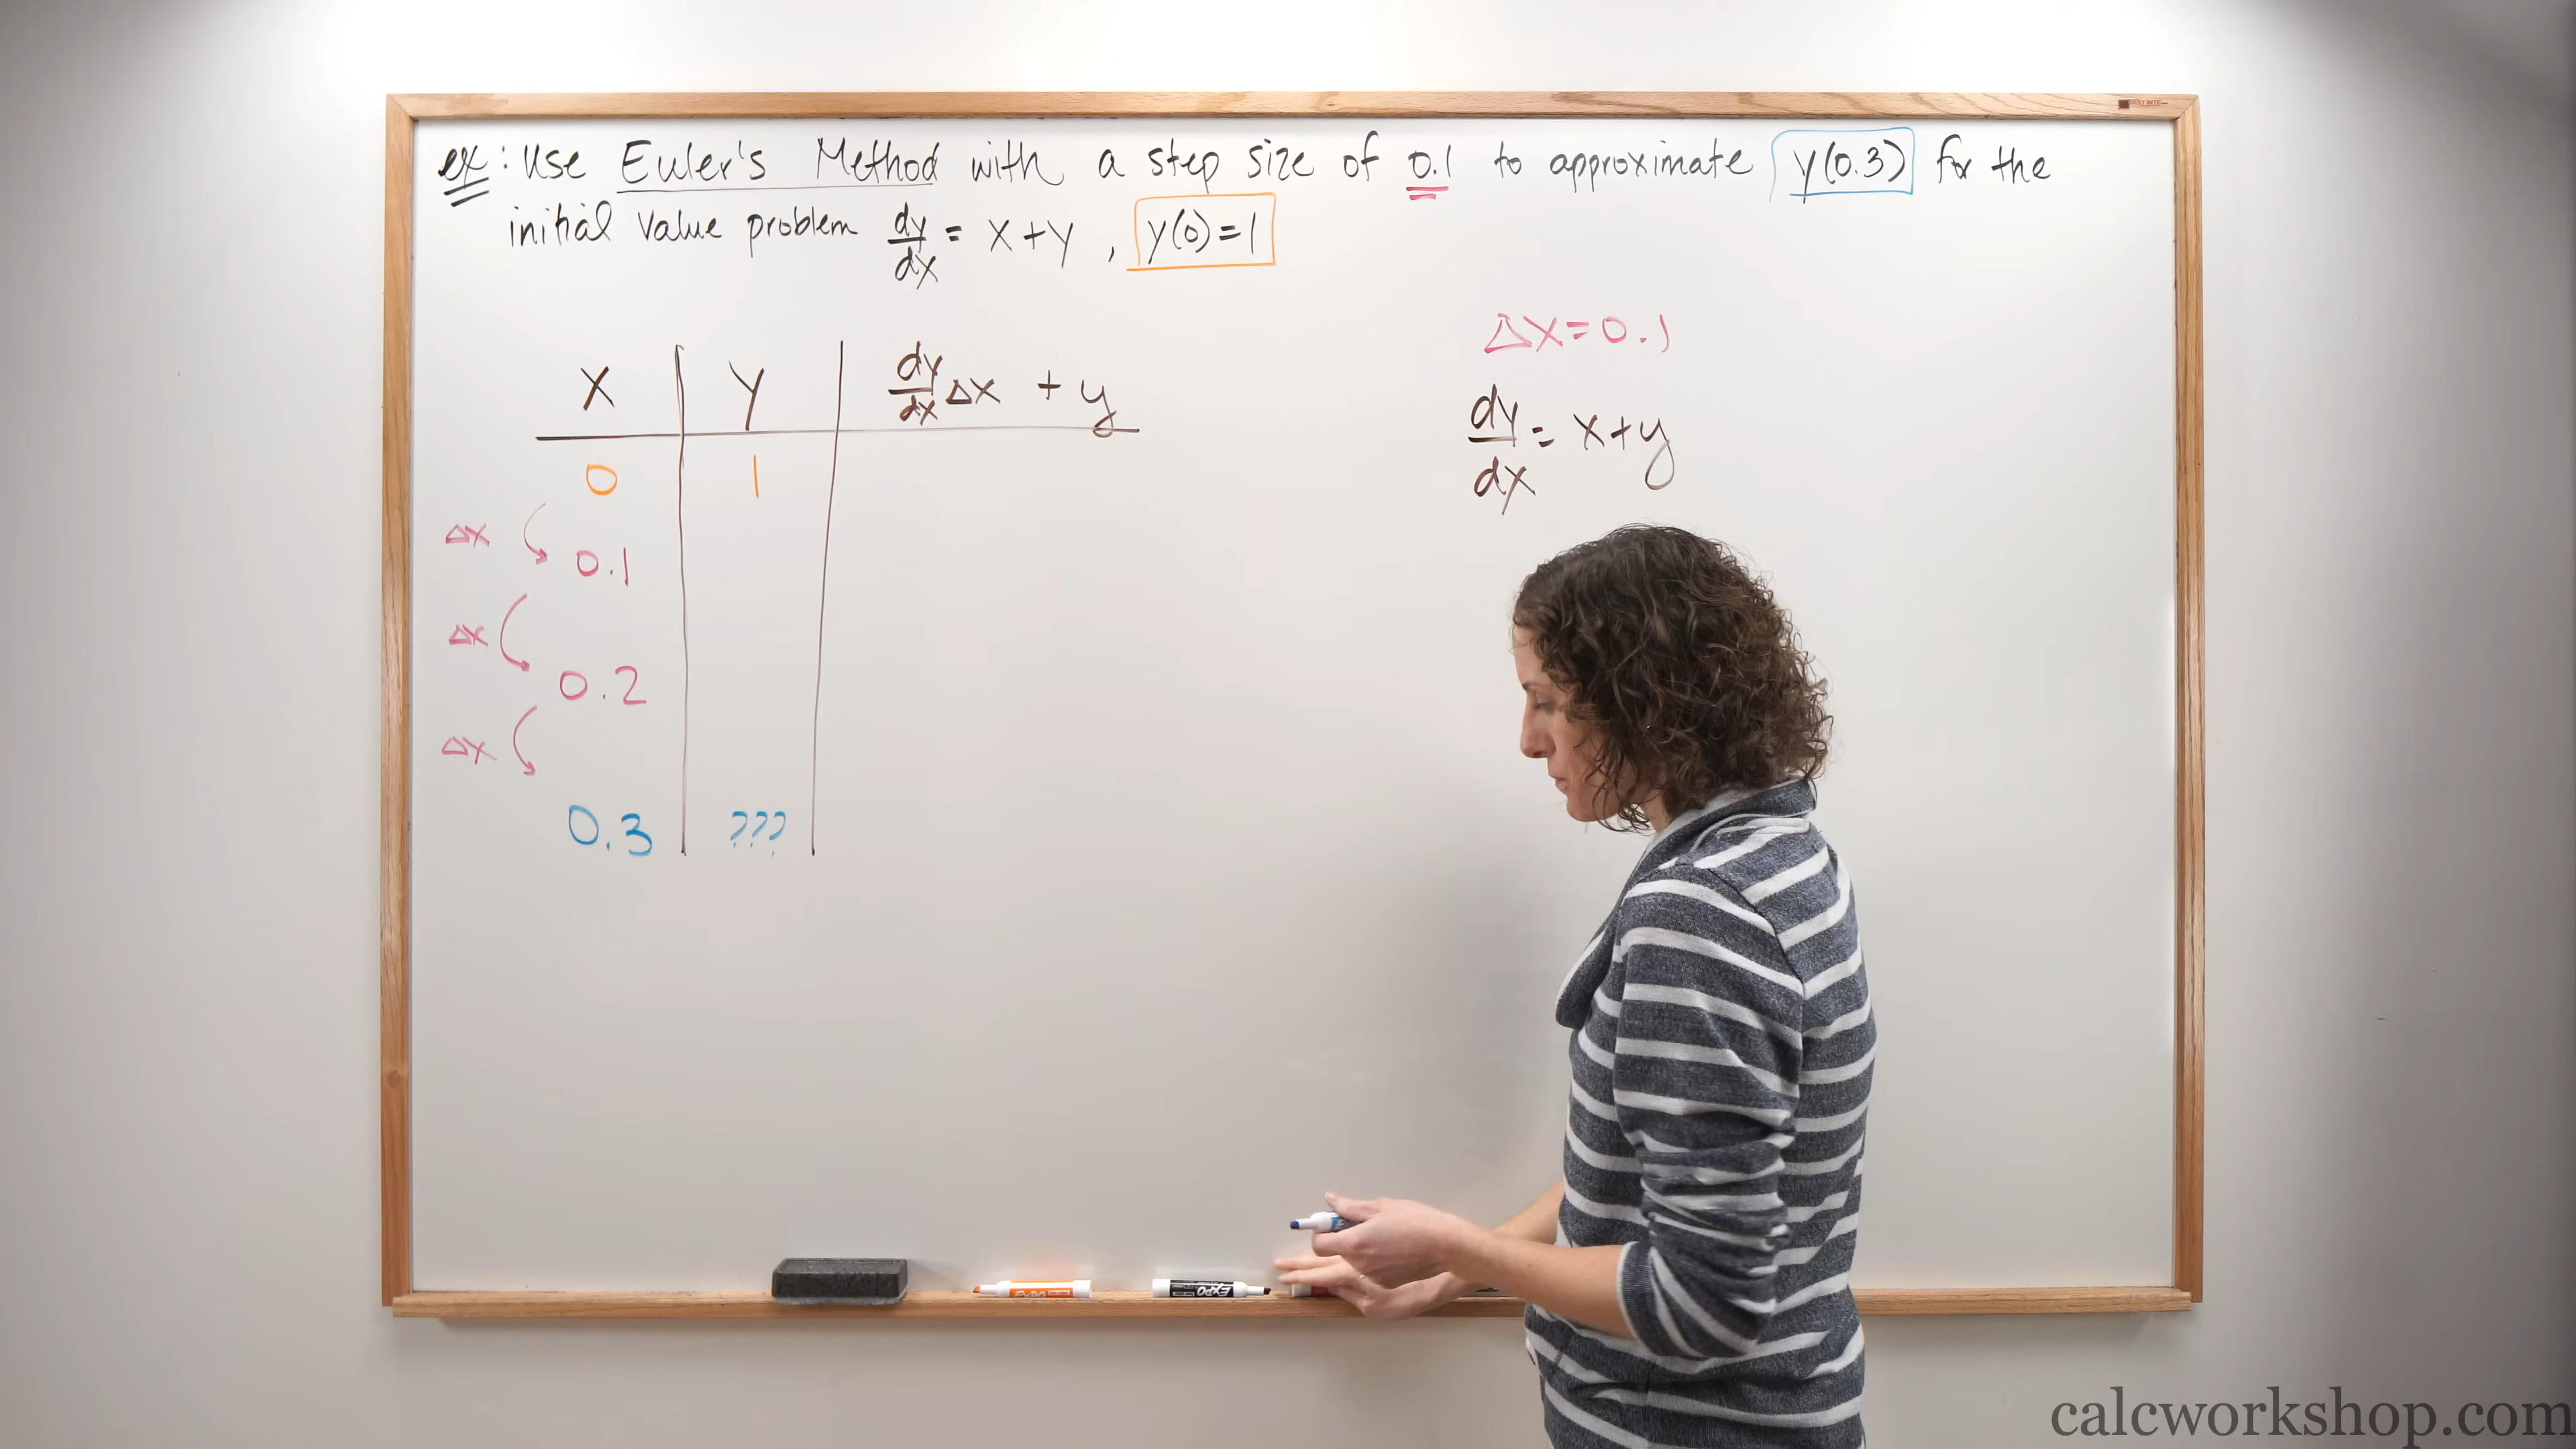 ex: Use Euler's Method with a step size of 0.1 to approximate y(0.3) for the
initial value problem dy/dx = x+y, y(0)=1
Δx=0.1
x y dy/dx Δx + y
dy/dx = x+y
0 1
Δx
0.1
Δx
0.2
Δx
0.3 ???
EXPO
calcworkshop.com